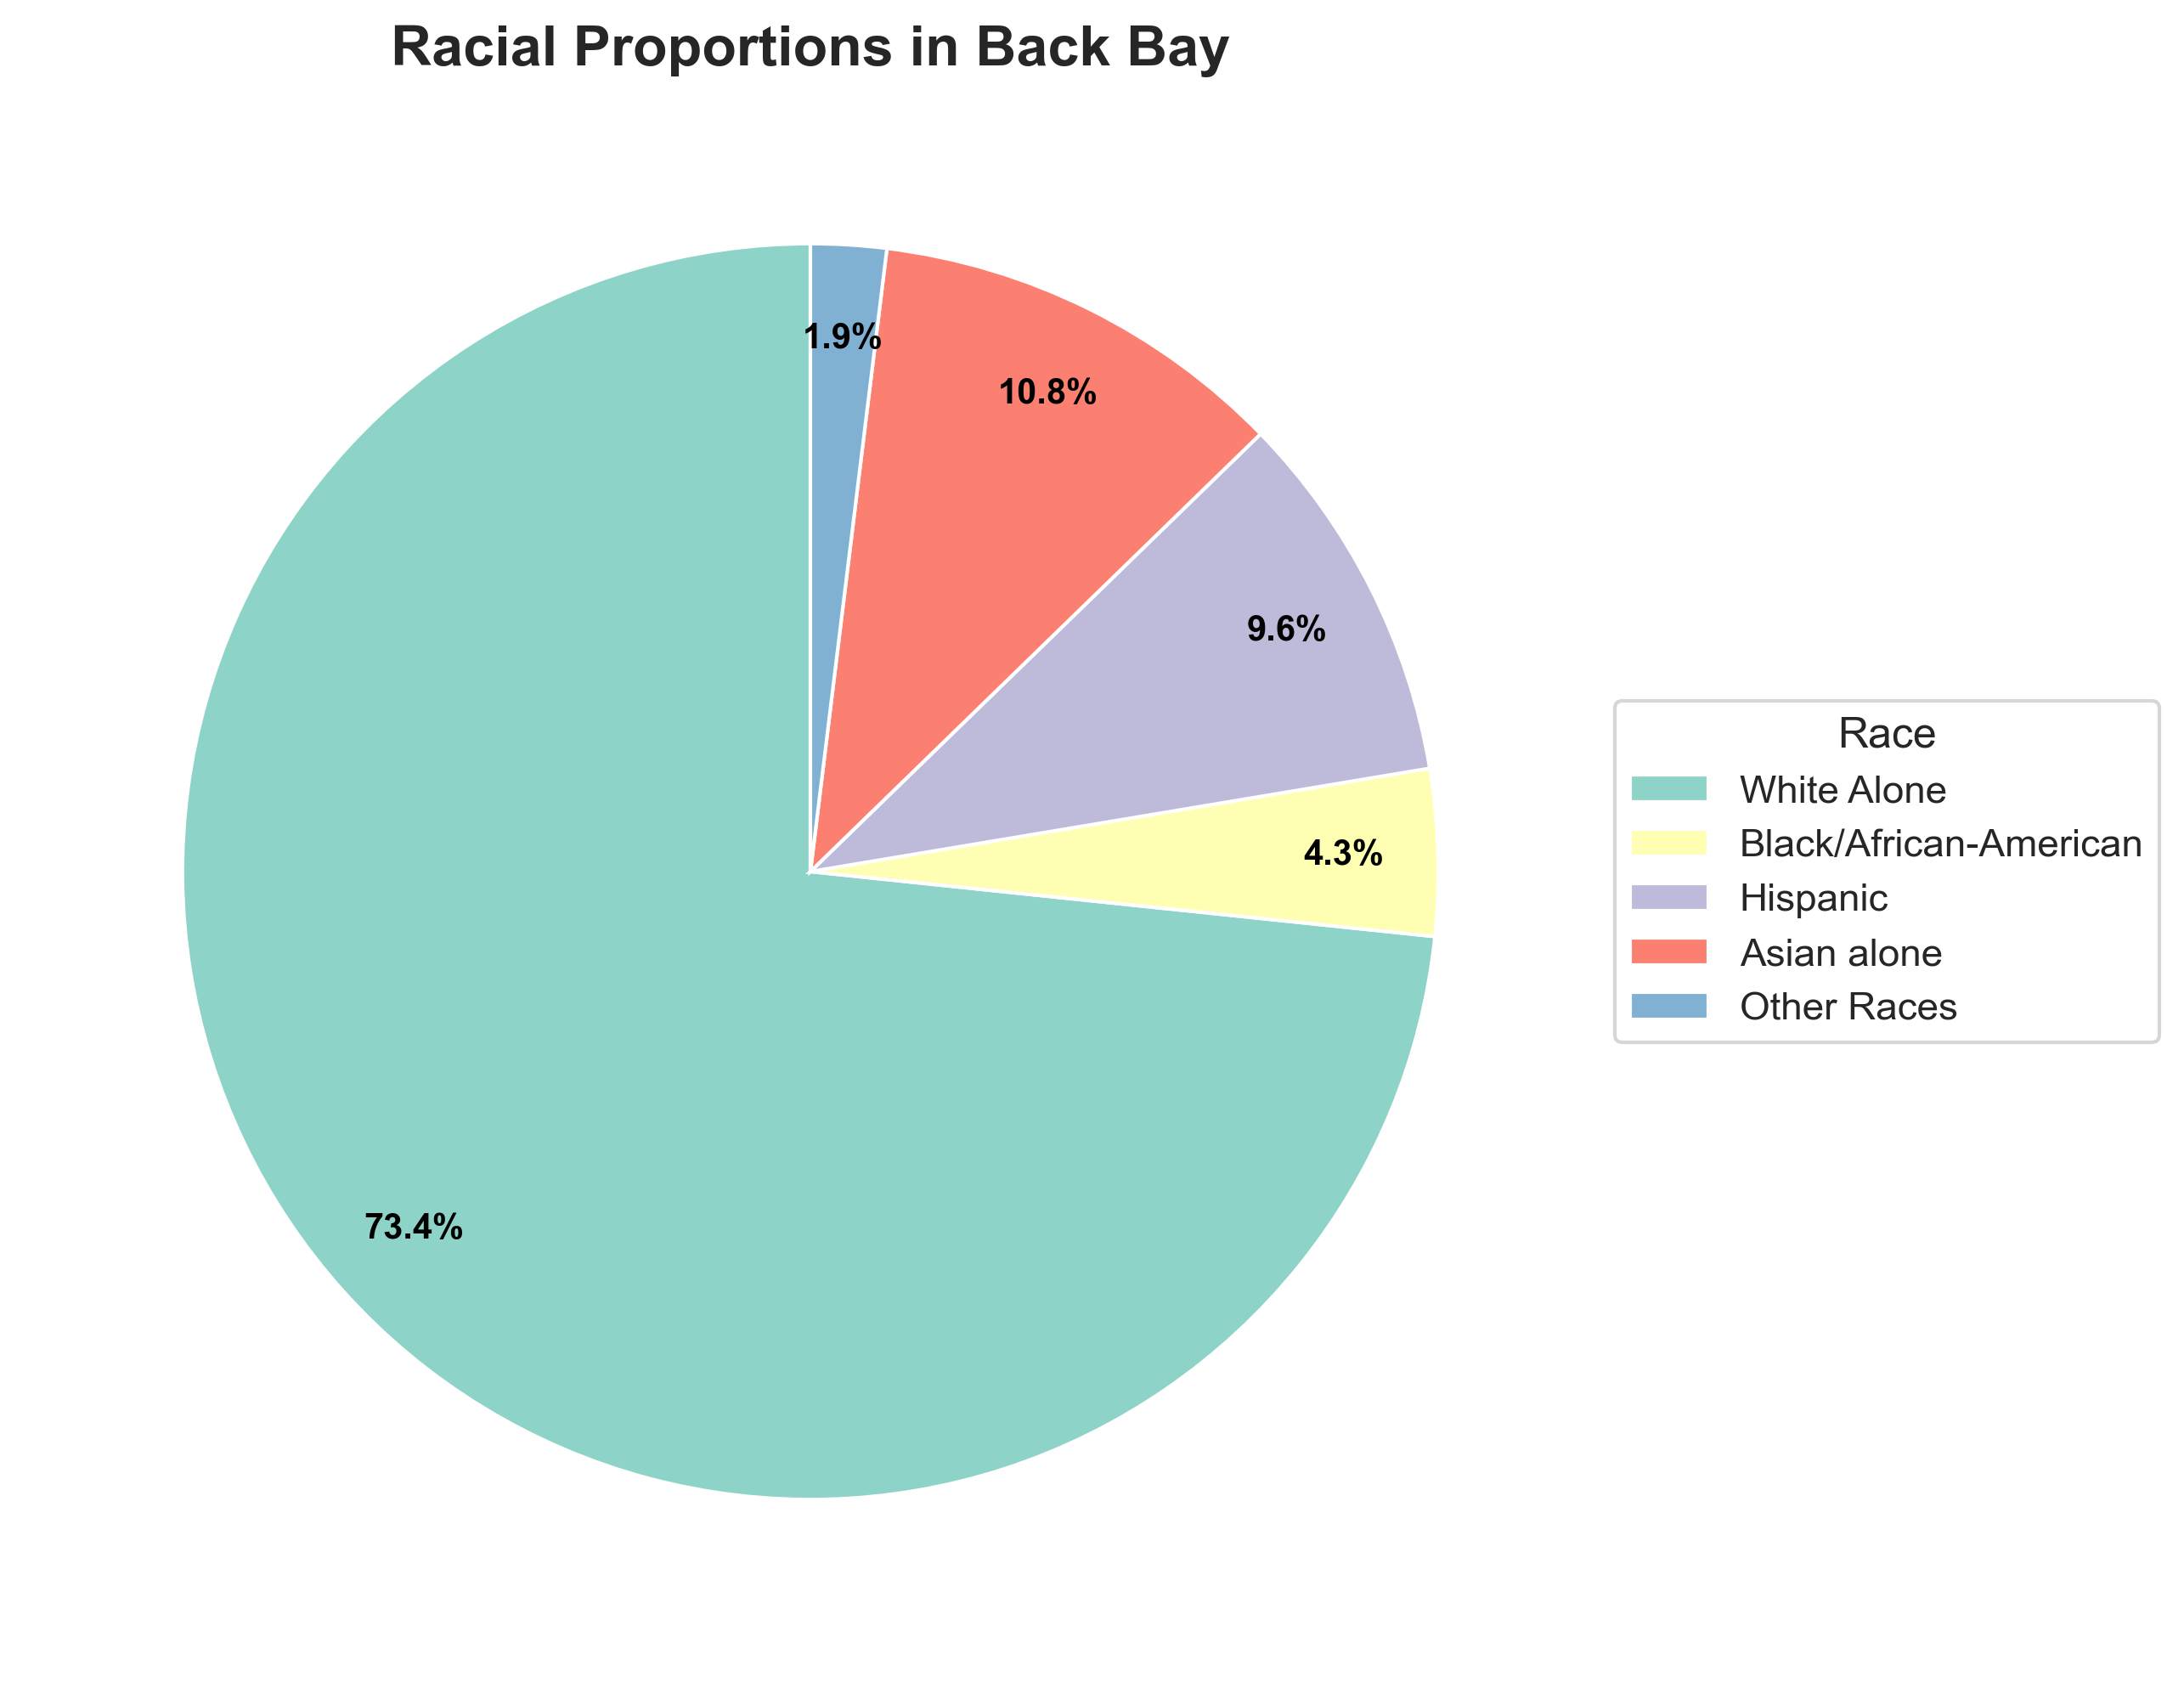 Racial Proportions in Back Bay
1.9%
10.8%
9.6%
4.3%
73.4%
Race
White Alone
Black/African-American
Hispanic
Asian alone
Other Races